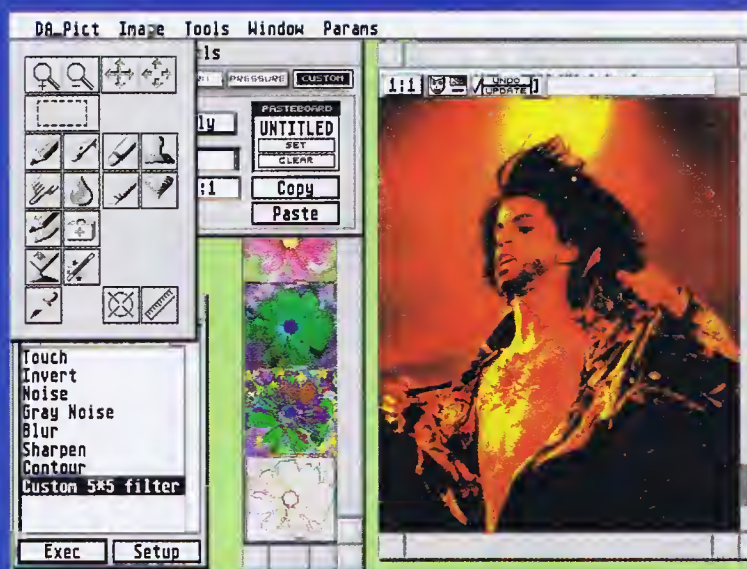 DA_Pict Image Tools Window Params
ls
PRESSURE CUSTOM
PASTEBOARD
ly UNTITLED
SET
CLEAR
:1 Copy
Paste
1:1 UNDO
UPDATE
Touch
Invert
Noise
Gray Noise
Blur
Sharpen
Contour
Custom 5*5 filter
Exec Setup